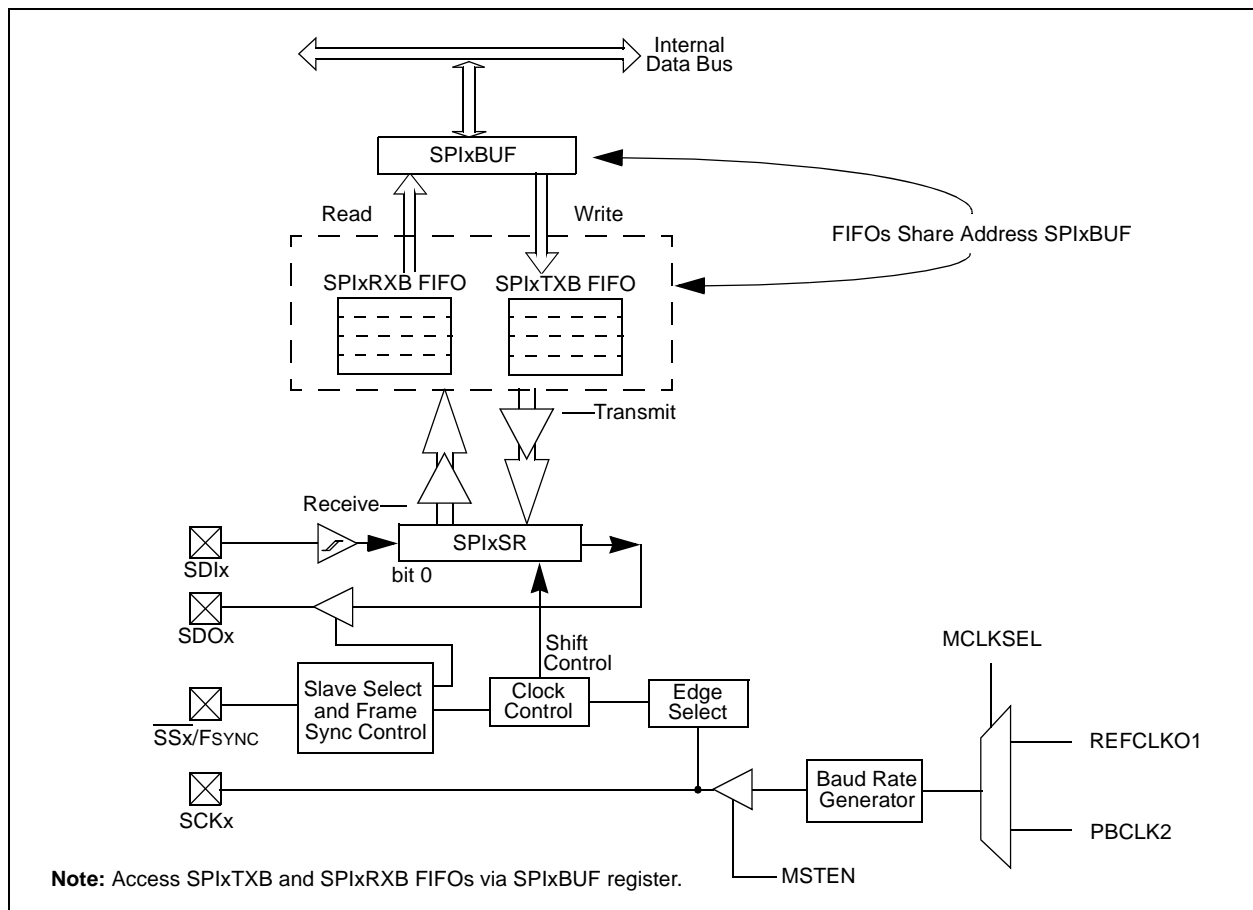 Internal
Data Bus
SPIxBUF
Read
Write
FIFOs Share Address SPIxBUF
SPIxRXB FIFO
SPIxTXB FIFO
Transmit
Receive
SPIxSR
bit 0
SDIx
SDOx
Shift
Control
MCLKSEL
Slave Select
and Frame
Sync Control
Clock
Control
Edge
Select
SSx/FSYNC
REFCLKO1
Baud Rate
Generator
SCKx
PBCLK2
MSTEN
Note: Access SPIxTXB and SPIxRXB FIFOs via SPIxBUF register.